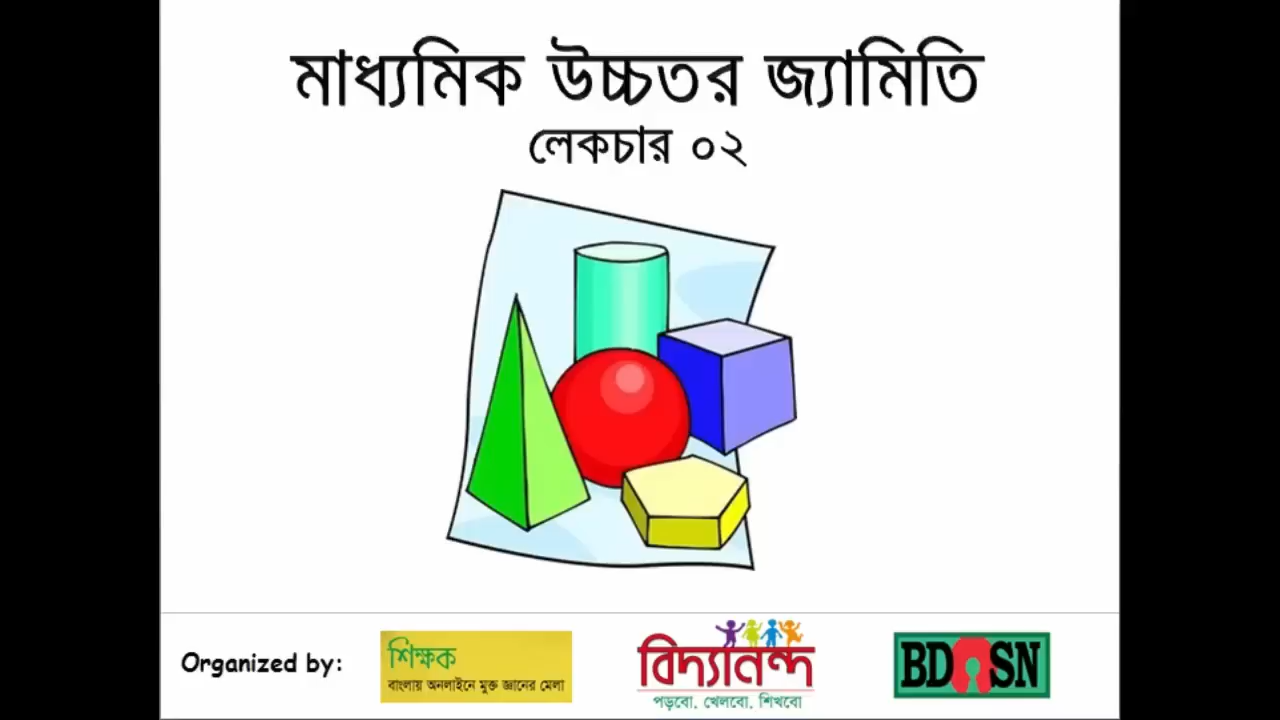 মাধ্যমিক উচ্চতর জ্যামিতি
লেকচার ০২
Organized by:
শিক্ষক
বাংলায় অনলাইনে মুক্ত জ্ঞানের মেলা
বিদ্যানন্দ
পড়বো, খেলবো, শিখবো
BDOSN